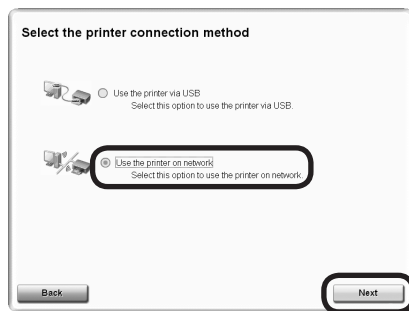 Select the printer connection method
Use the printer via USB
Select this option to use the printer via USB.
Use the printer on network
Select this option to use the printer on network.
Back
Next